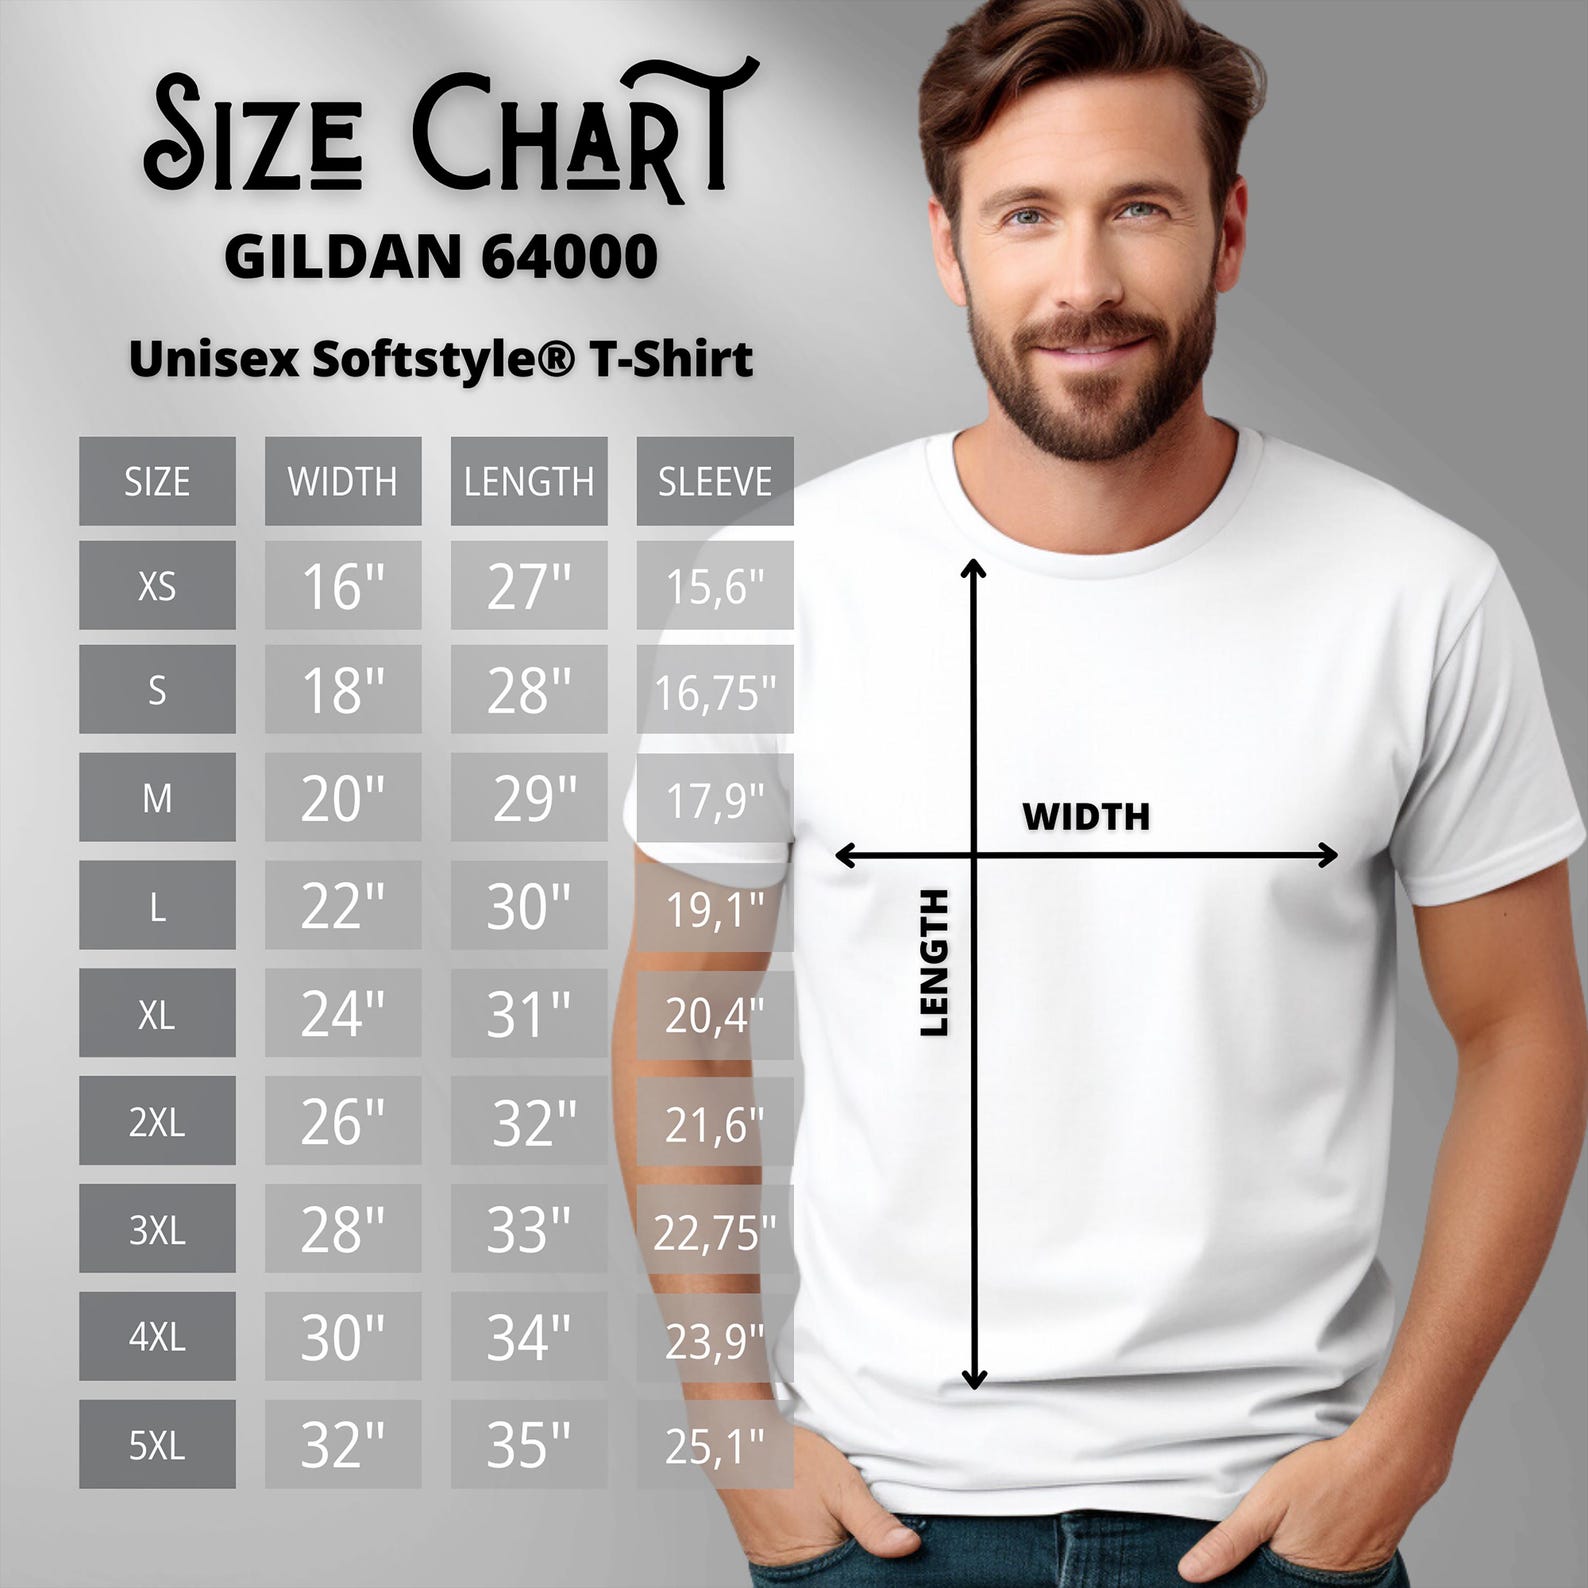 SIZE CHART
GILDAN 64000
Unisex Softstyle® T-Shirt
SIZE WIDTH LENGTH SLEEVE
XS 16" 27" 15,6"
S 18" 28" 16,75"
M 20" 29" 17,9"
L 22" 30" 19,1"
XL 24" 31" 20,4"
2XL 26" 32" 21,6"
3XL 28" 33" 22,75"
4XL 30" 34" 23,9"
5XL 32" 35" 25,1"
WIDTH
LENGTH